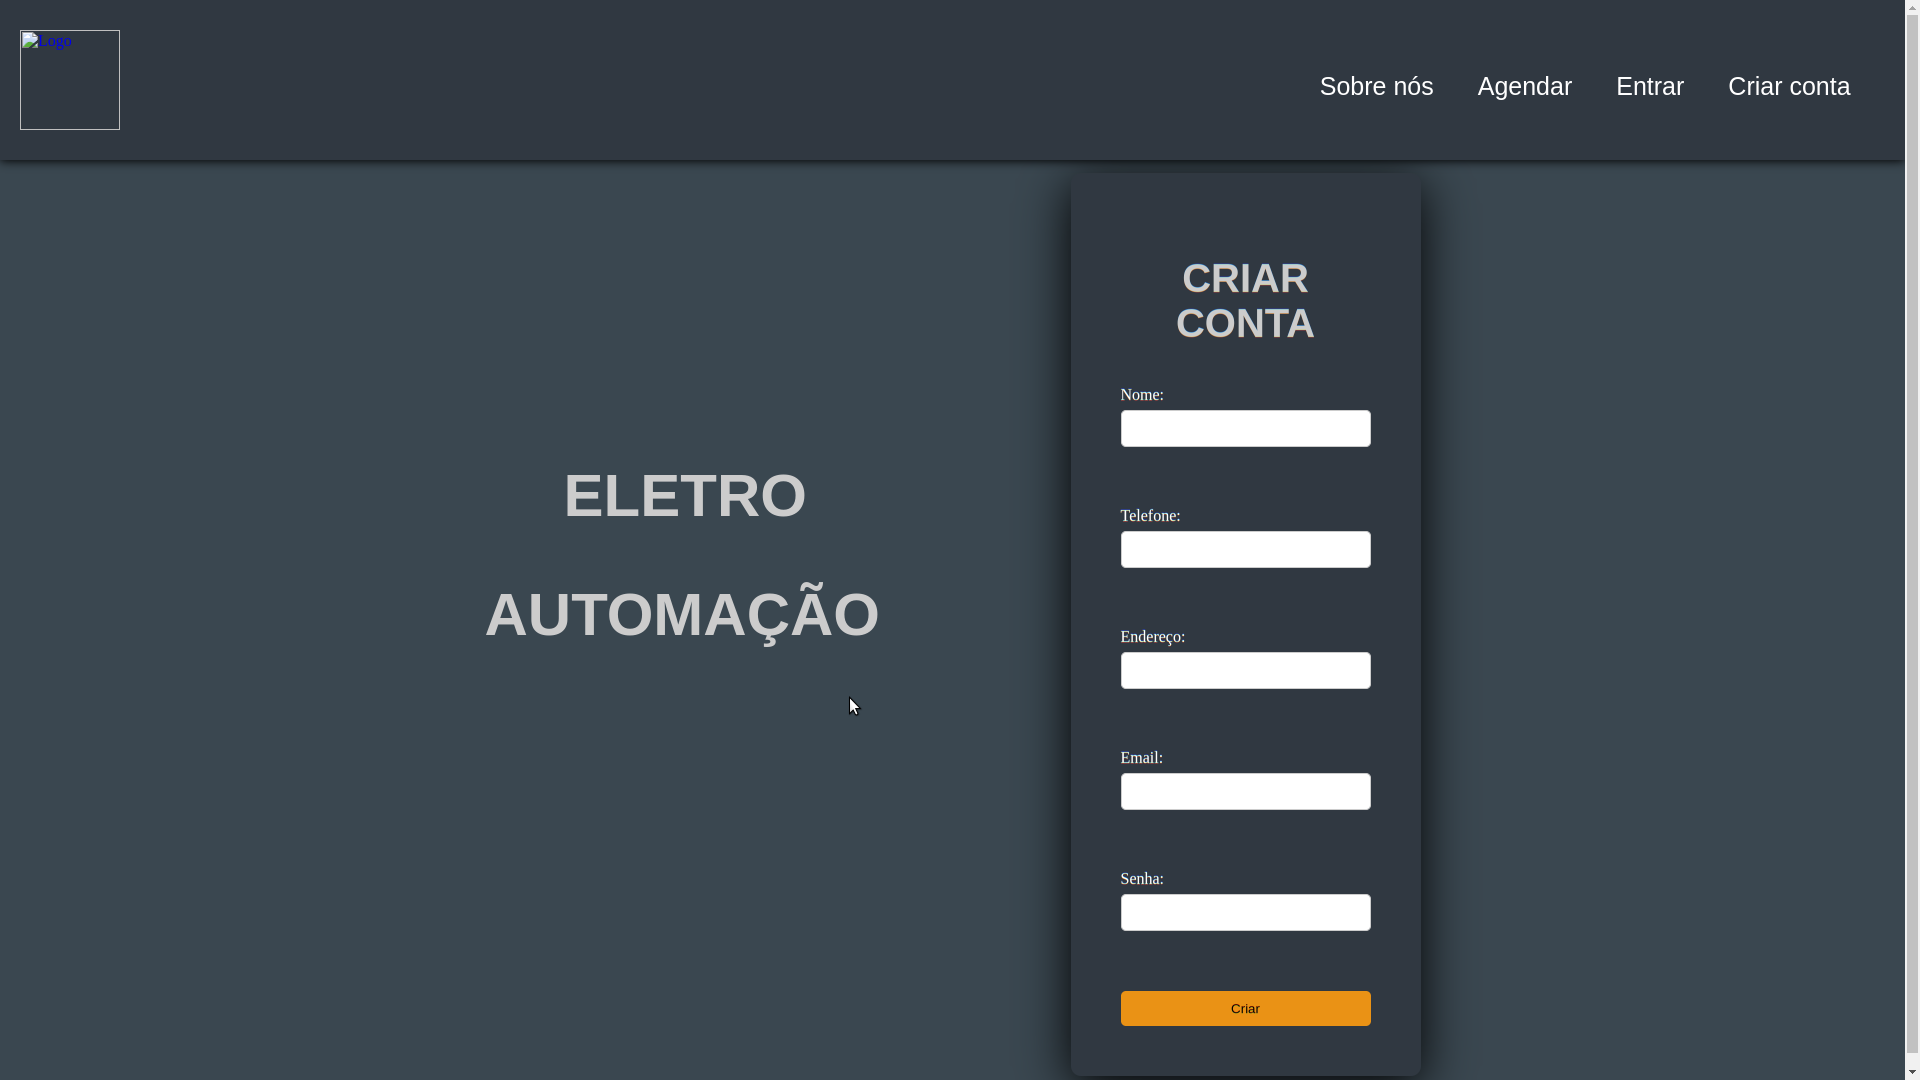 Logo
Sobre nós
Agendar
Entrar
Criar conta
ELETRO
AUTOMAÇÃO
CRIAR
CONTA
Nome:
Telefone:
Endereço:
Email:
Senha:
Criar